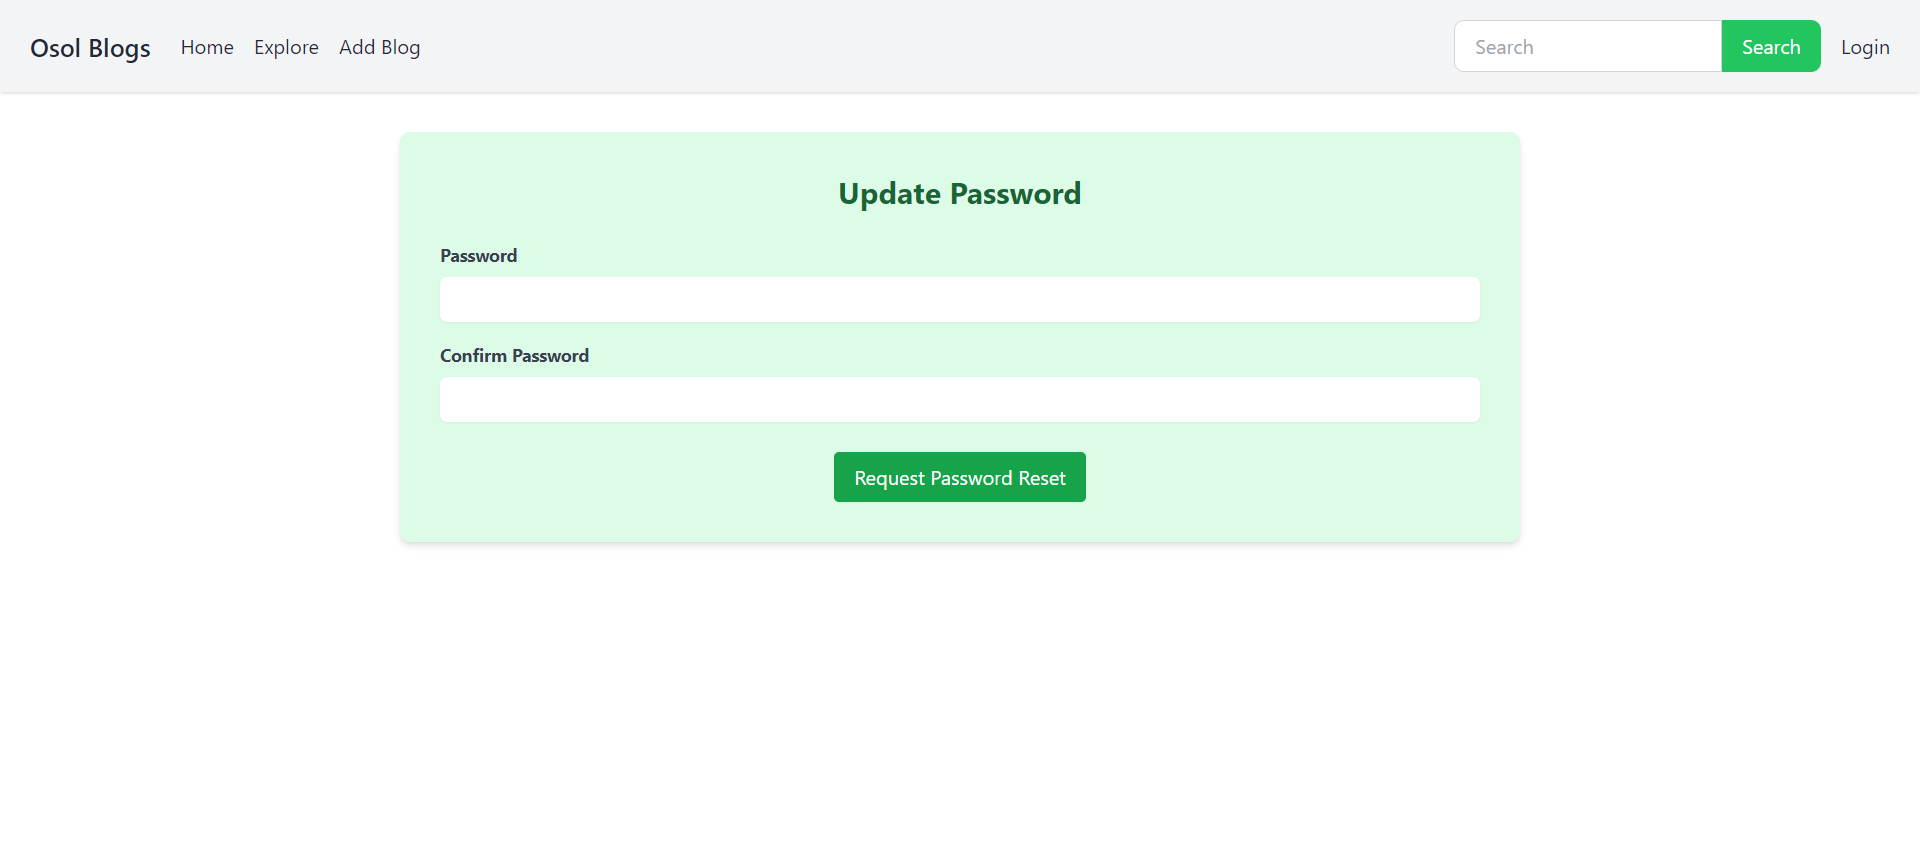 Osol Blogs Home Explore Add Blog Search Search Login
Update Password
Password
Confirm Password
Request Password Reset